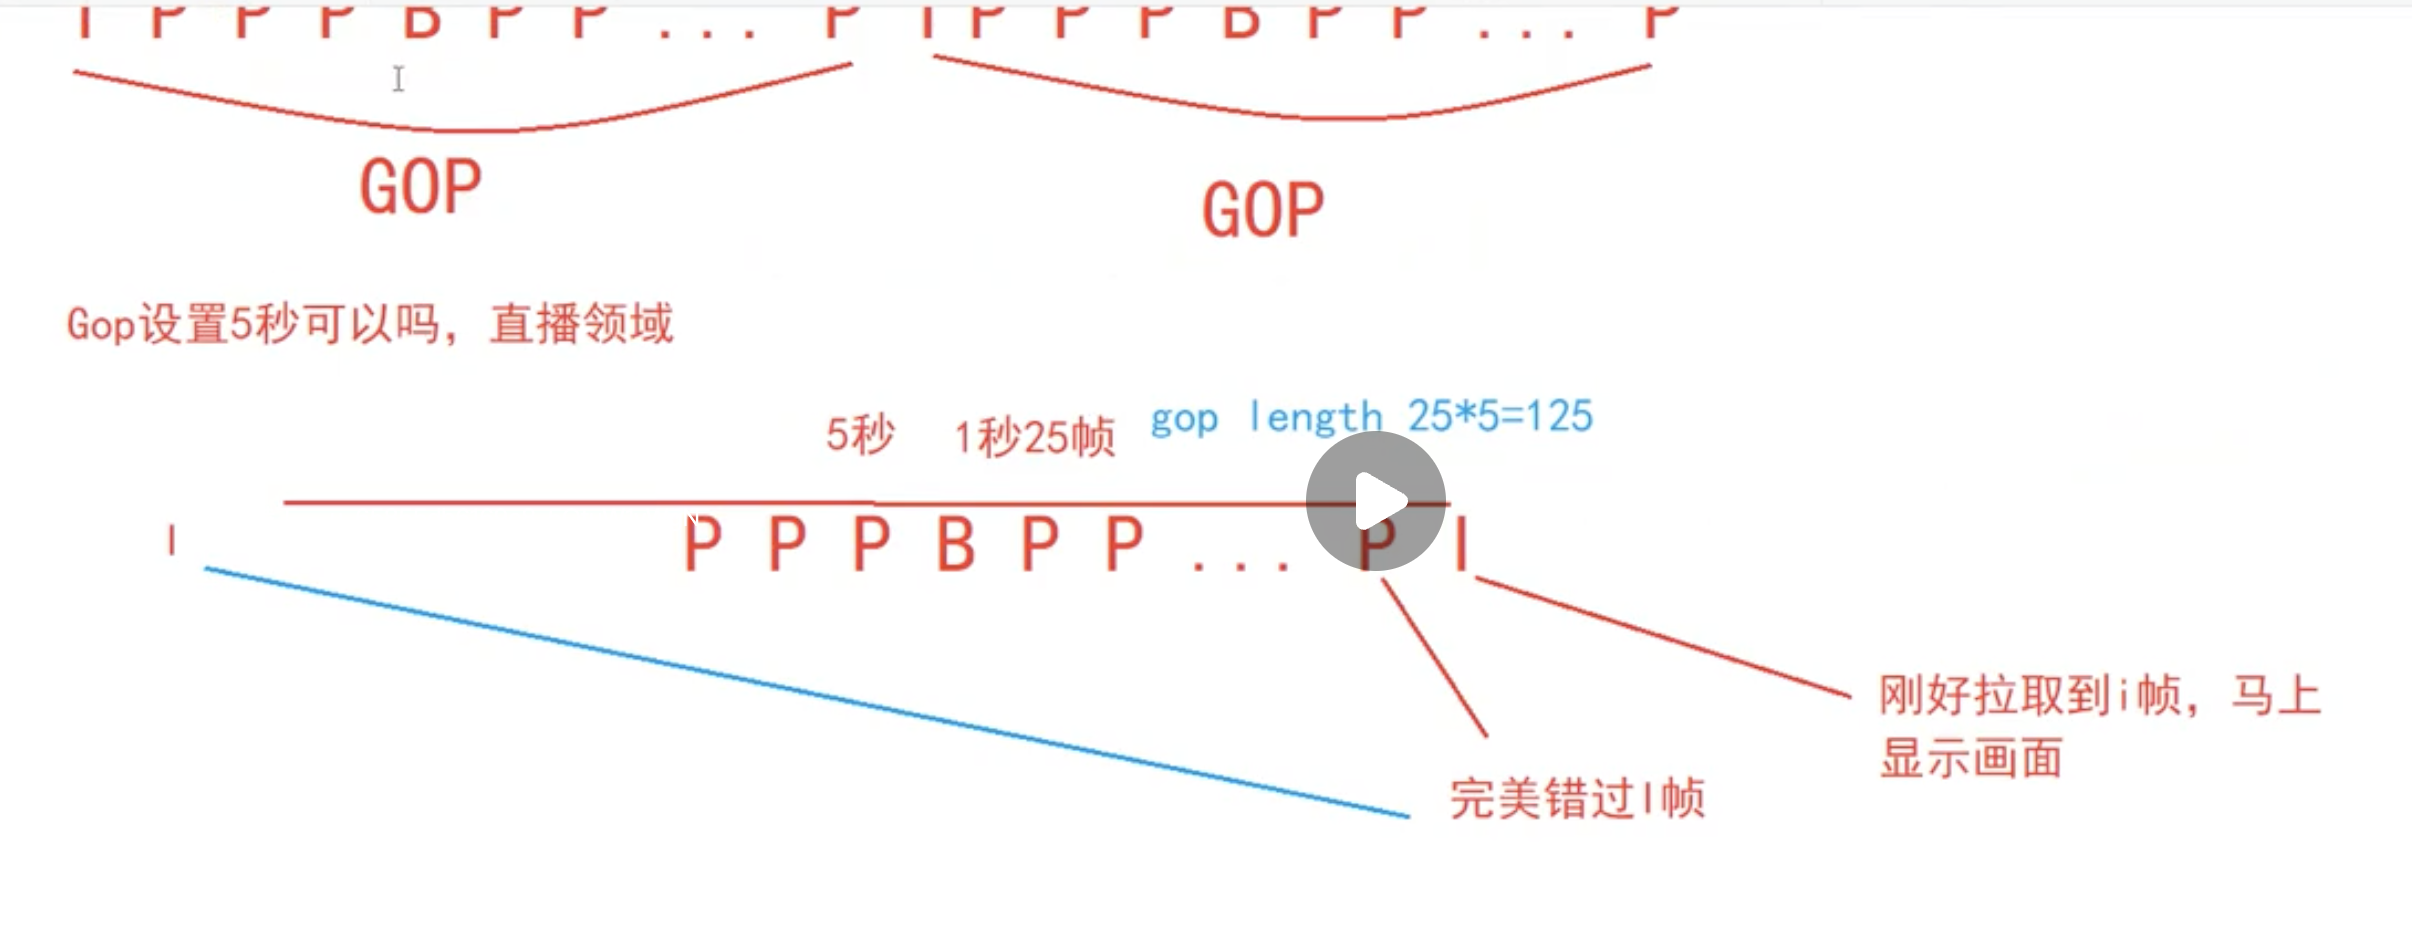 I P P P B P P ... P I P P P B P P ... P
GOP
GOP
Gop设置5秒可以吗，直播领域
gop length 25*5=125
5秒 1秒25帧
I P P P B P P ... P I
刚好拉取到i帧，马上
显示画面
完美错过I帧